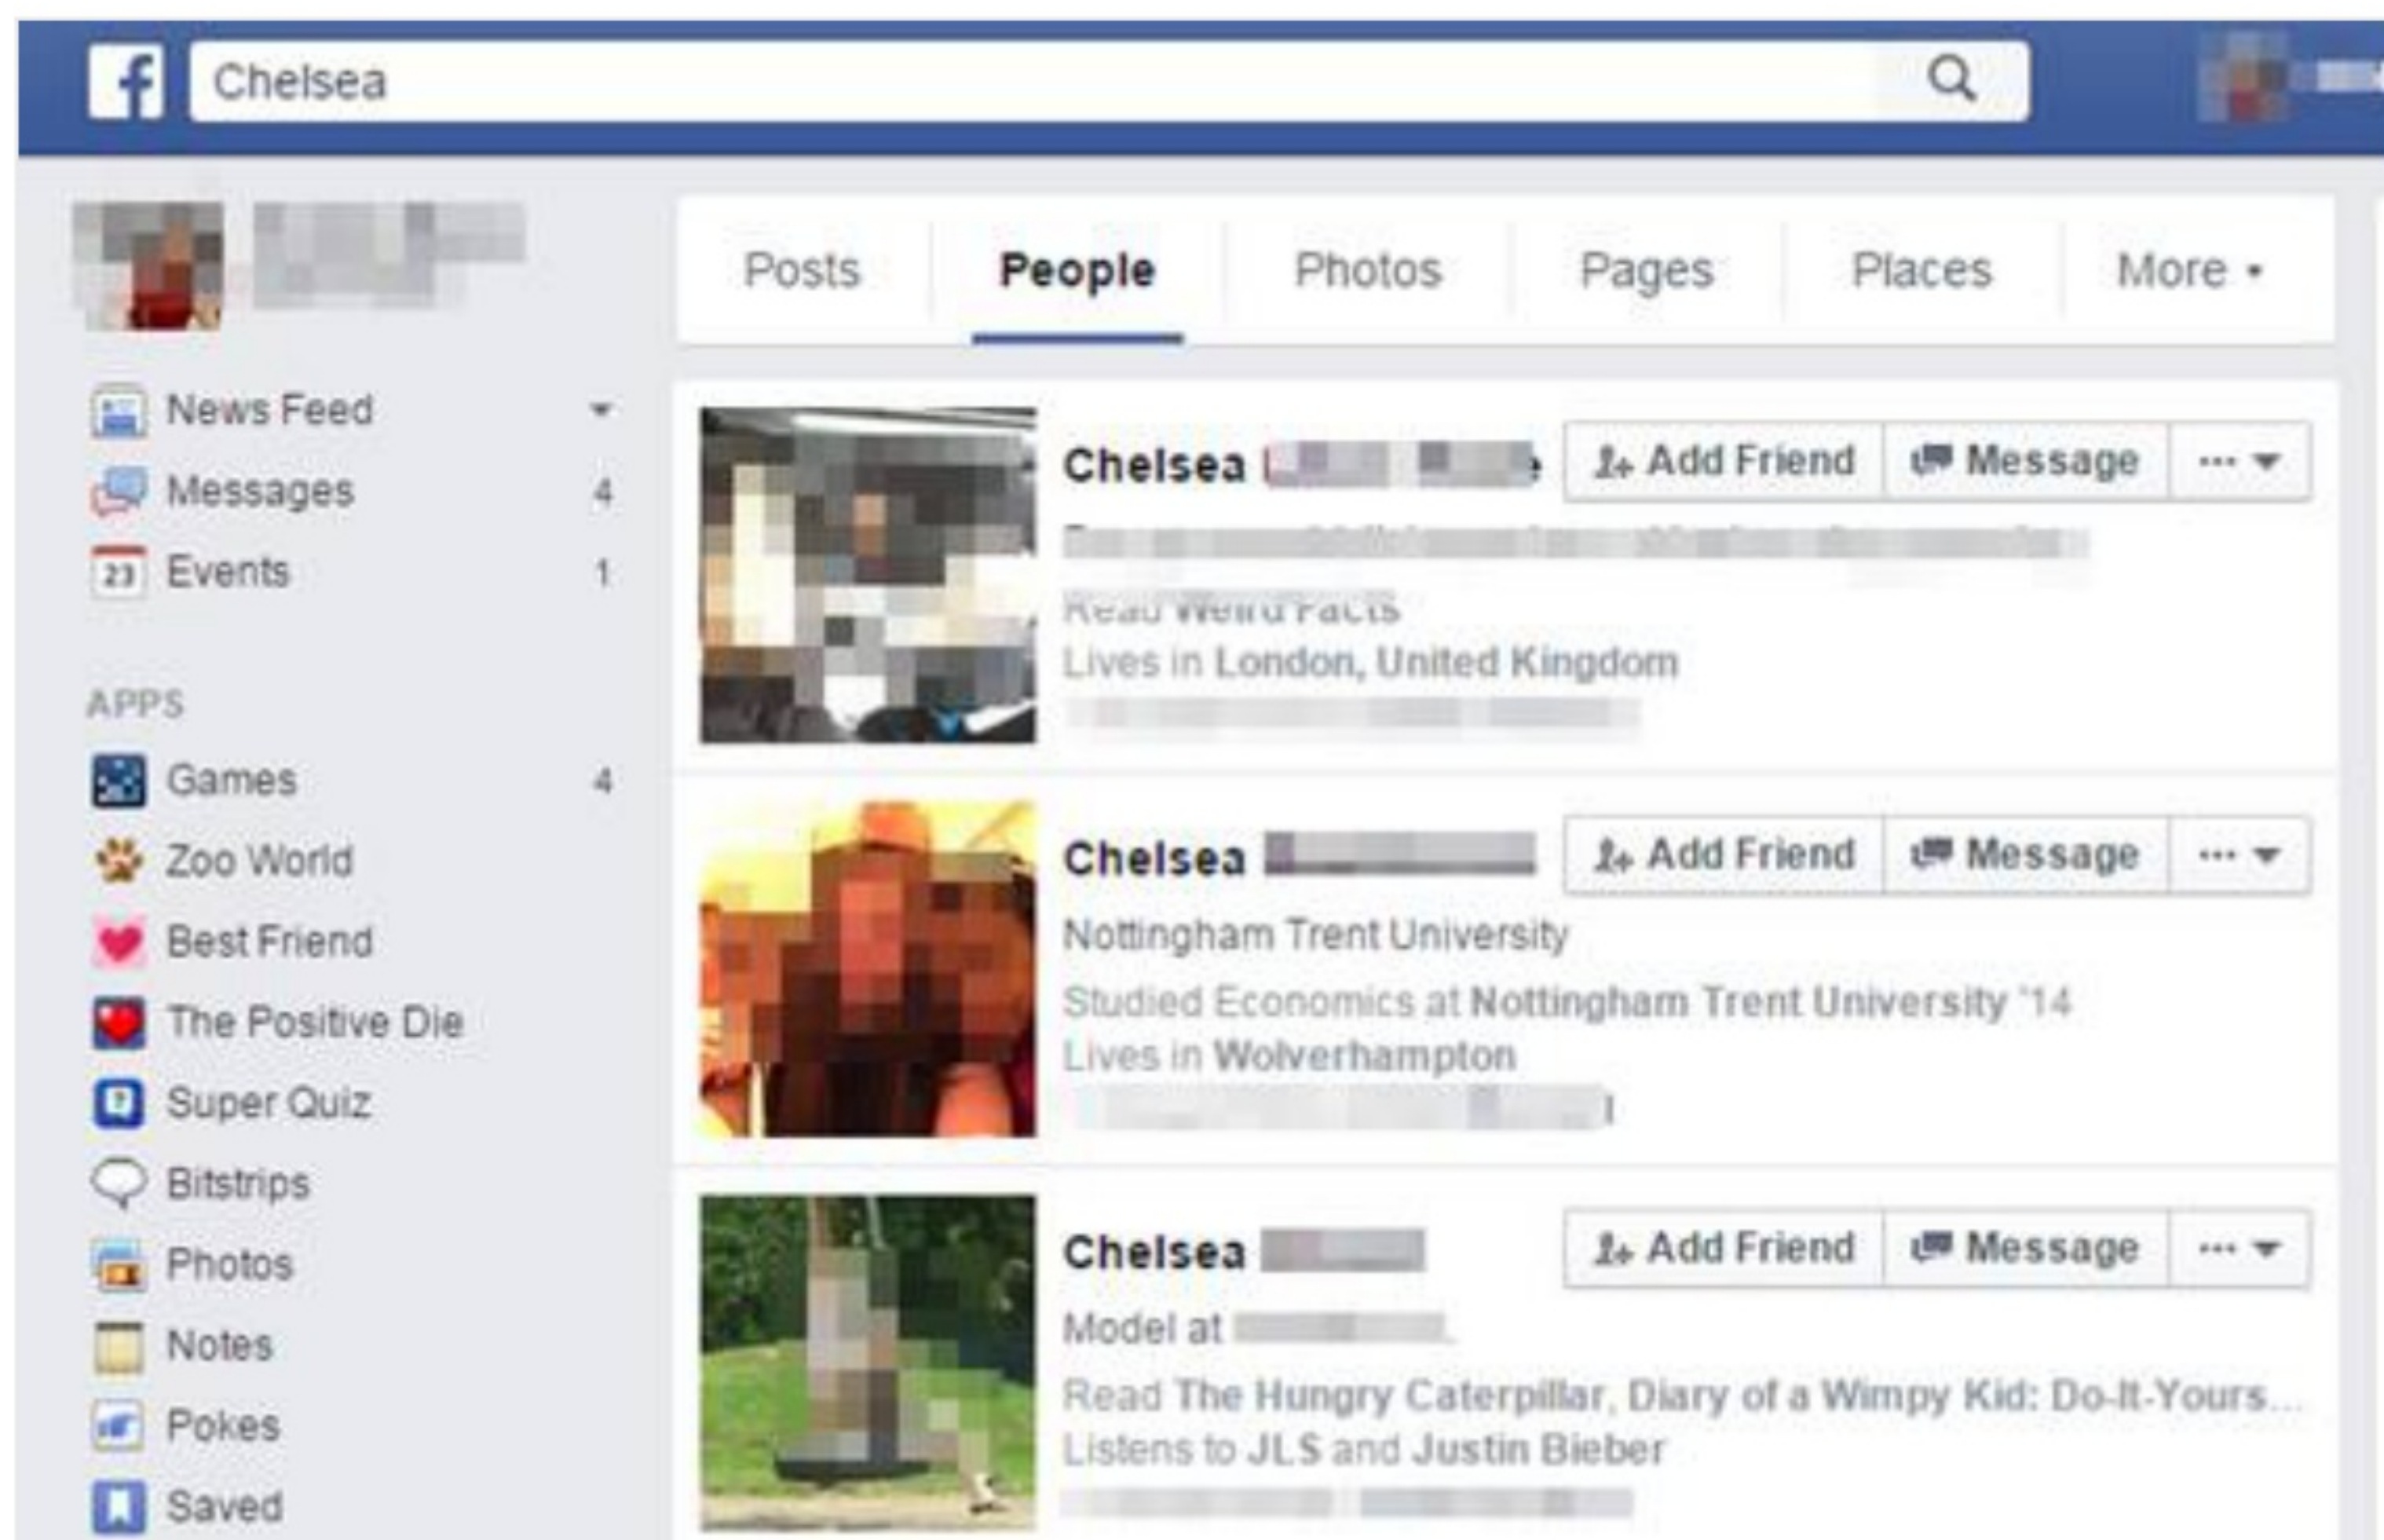 f Chelsea
Posts People Photos Pages Places More
News Feed
Messages 4
Events 1
APPS
Games 4
Zoo World
Best Friend
The Positive Die
Super Quiz
Bitstrips
Photos
Notes
Pokes
Saved
Chelsea Add Friend Message ...
Read Weird Facts
Lives in London, United Kingdom
Chelsea Add Friend Message ...
Nottingham Trent University
Studied Economics at Nottingham Trent University '14
Lives in Wolverhampton
Chelsea Add Friend Message ...
Model at
Read The Hungry Caterpillar, Diary of a Wimpy Kid: Do-It-Yours...
Listens to JLS and Justin Bieber